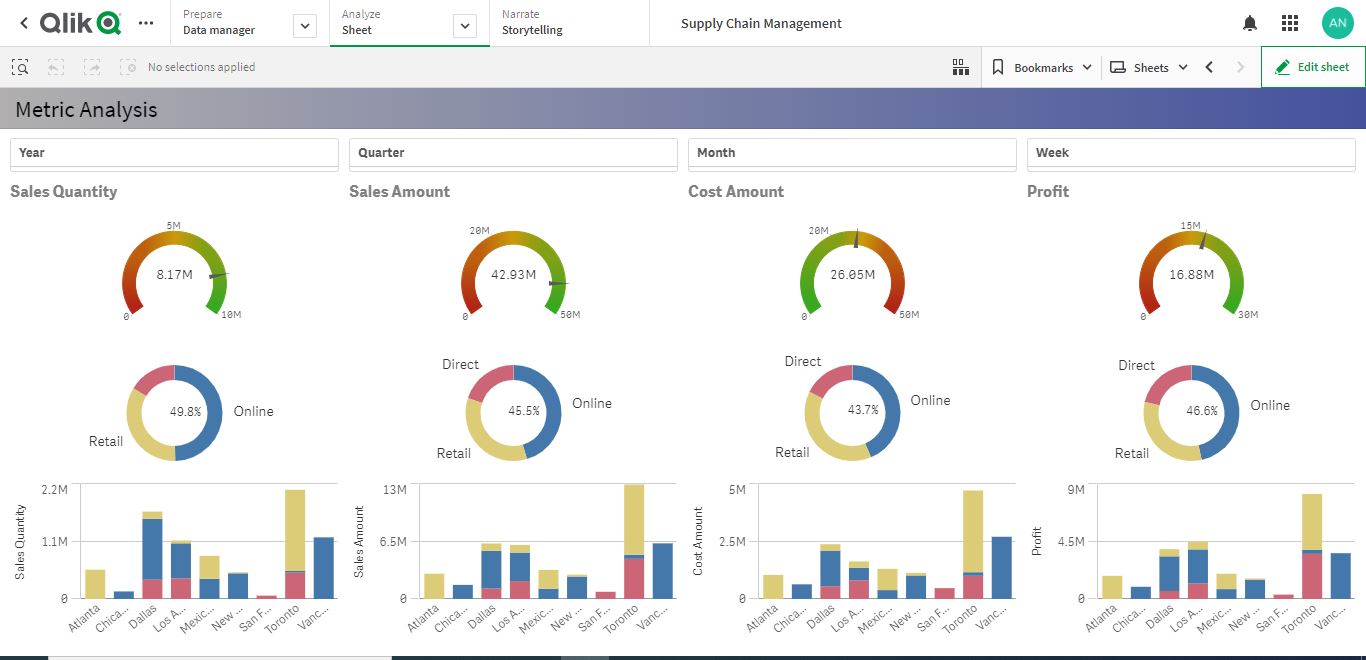 Qlik Q
...
Prepare
Data manager
Analyze
Sheet
Narrate
Storytelling
Supply Chain Management
AN
No selections applied
Bookmarks
Sheets
Edit sheet
Metric Analysis
Year
Quarter
Month
Week
Sales Quantity
Sales Amount
Cost Amount
Profit
5M
8.17M
0
10M
20M
42.93M
0
50M
20M
26.05M
0
50M
15M
16.88M
0
30M
49.8%
Online
Retail
Direct
45.5%
Online
Retail
Direct
43.7%
Online
Retail
Direct
46.6%
Online
Retail
Sales Quantity
2.2M
1.1M
0
Atlanta
Chica...
Dallas
Los A...
Mexic...
New ...
San F...
Toronto
Vanc...
Sales Amount
13M
6.5M
0
Atlanta
Chica...
Dallas
Los A...
Mexic...
New ...
San F...
Toronto
Vanc...
Cost Amount
5M
2.5M
0
Atlanta
Chica...
Dallas
Los A...
Mexic...
New ...
San F...
Toronto
Vanc...
Profit
9M
4.5M
0
Atlanta
Chica...
Dallas
Los A...
Mexic...
New ...
San F...
Toronto
Vanc...